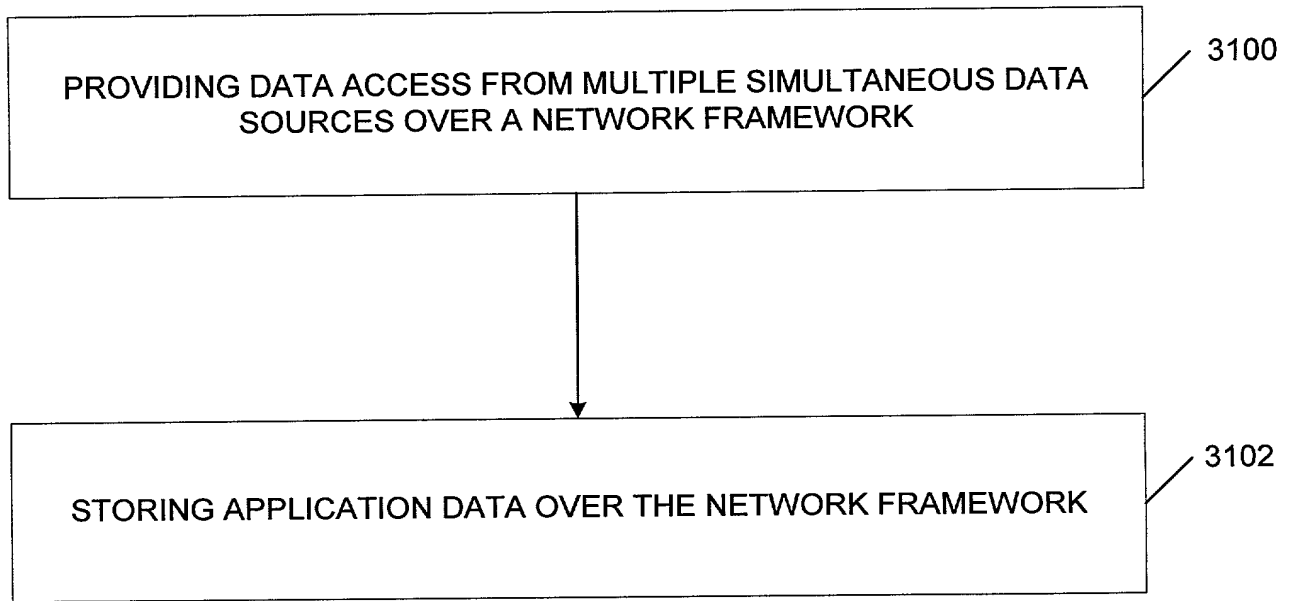 PROVIDING DATA ACCESS FROM MULTIPLE SIMULTANEOUS DATA
SOURCES OVER A NETWORK FRAMEWORK
3100
STORING APPLICATION DATA OVER THE NETWORK FRAMEWORK
3102